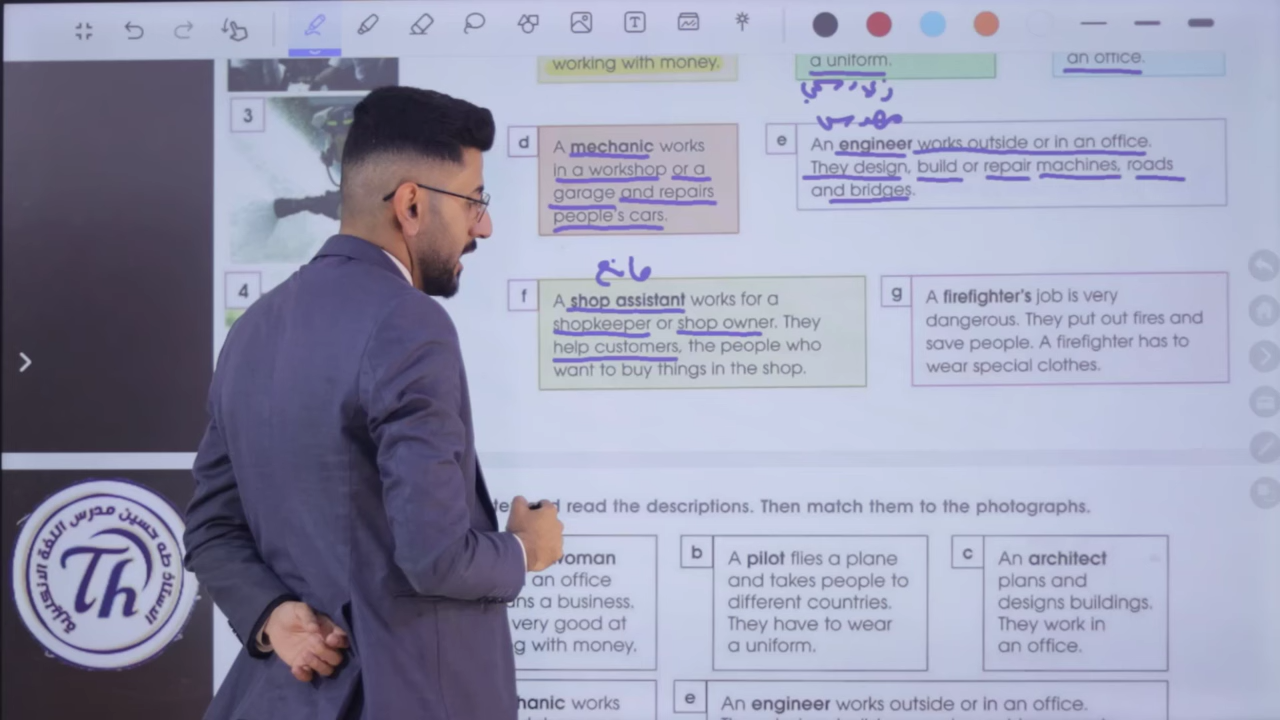 working with money.
a uniform.
an office.
3
d
A mechanic works
in a workshop or a
garage and repairs
people's cars.
مهندس
e
An engineer works outside or in an office.
They design, build or repair machines, roads
and bridges.
4
f
A shop assistant works for a
shopkeeper or shop owner. They
help customers, the people who
want to buy things in the shop.
g
A firefighter's job is very
dangerous. They put out fires and
save people. A firefighter has to
wear special clothes.
read the descriptions. Then match them to the photographs.
woman
an office
a business.
very good at
with money.
b
A pilot flies a plane
and takes people to
different countries.
They have to wear
a uniform.
c
An architect
plans and
designs buildings.
They work in
an office.
works
e
An engineer works outside or in an office.
الاستاذ طه حسين مدرس اللغة الانكليزية
Th